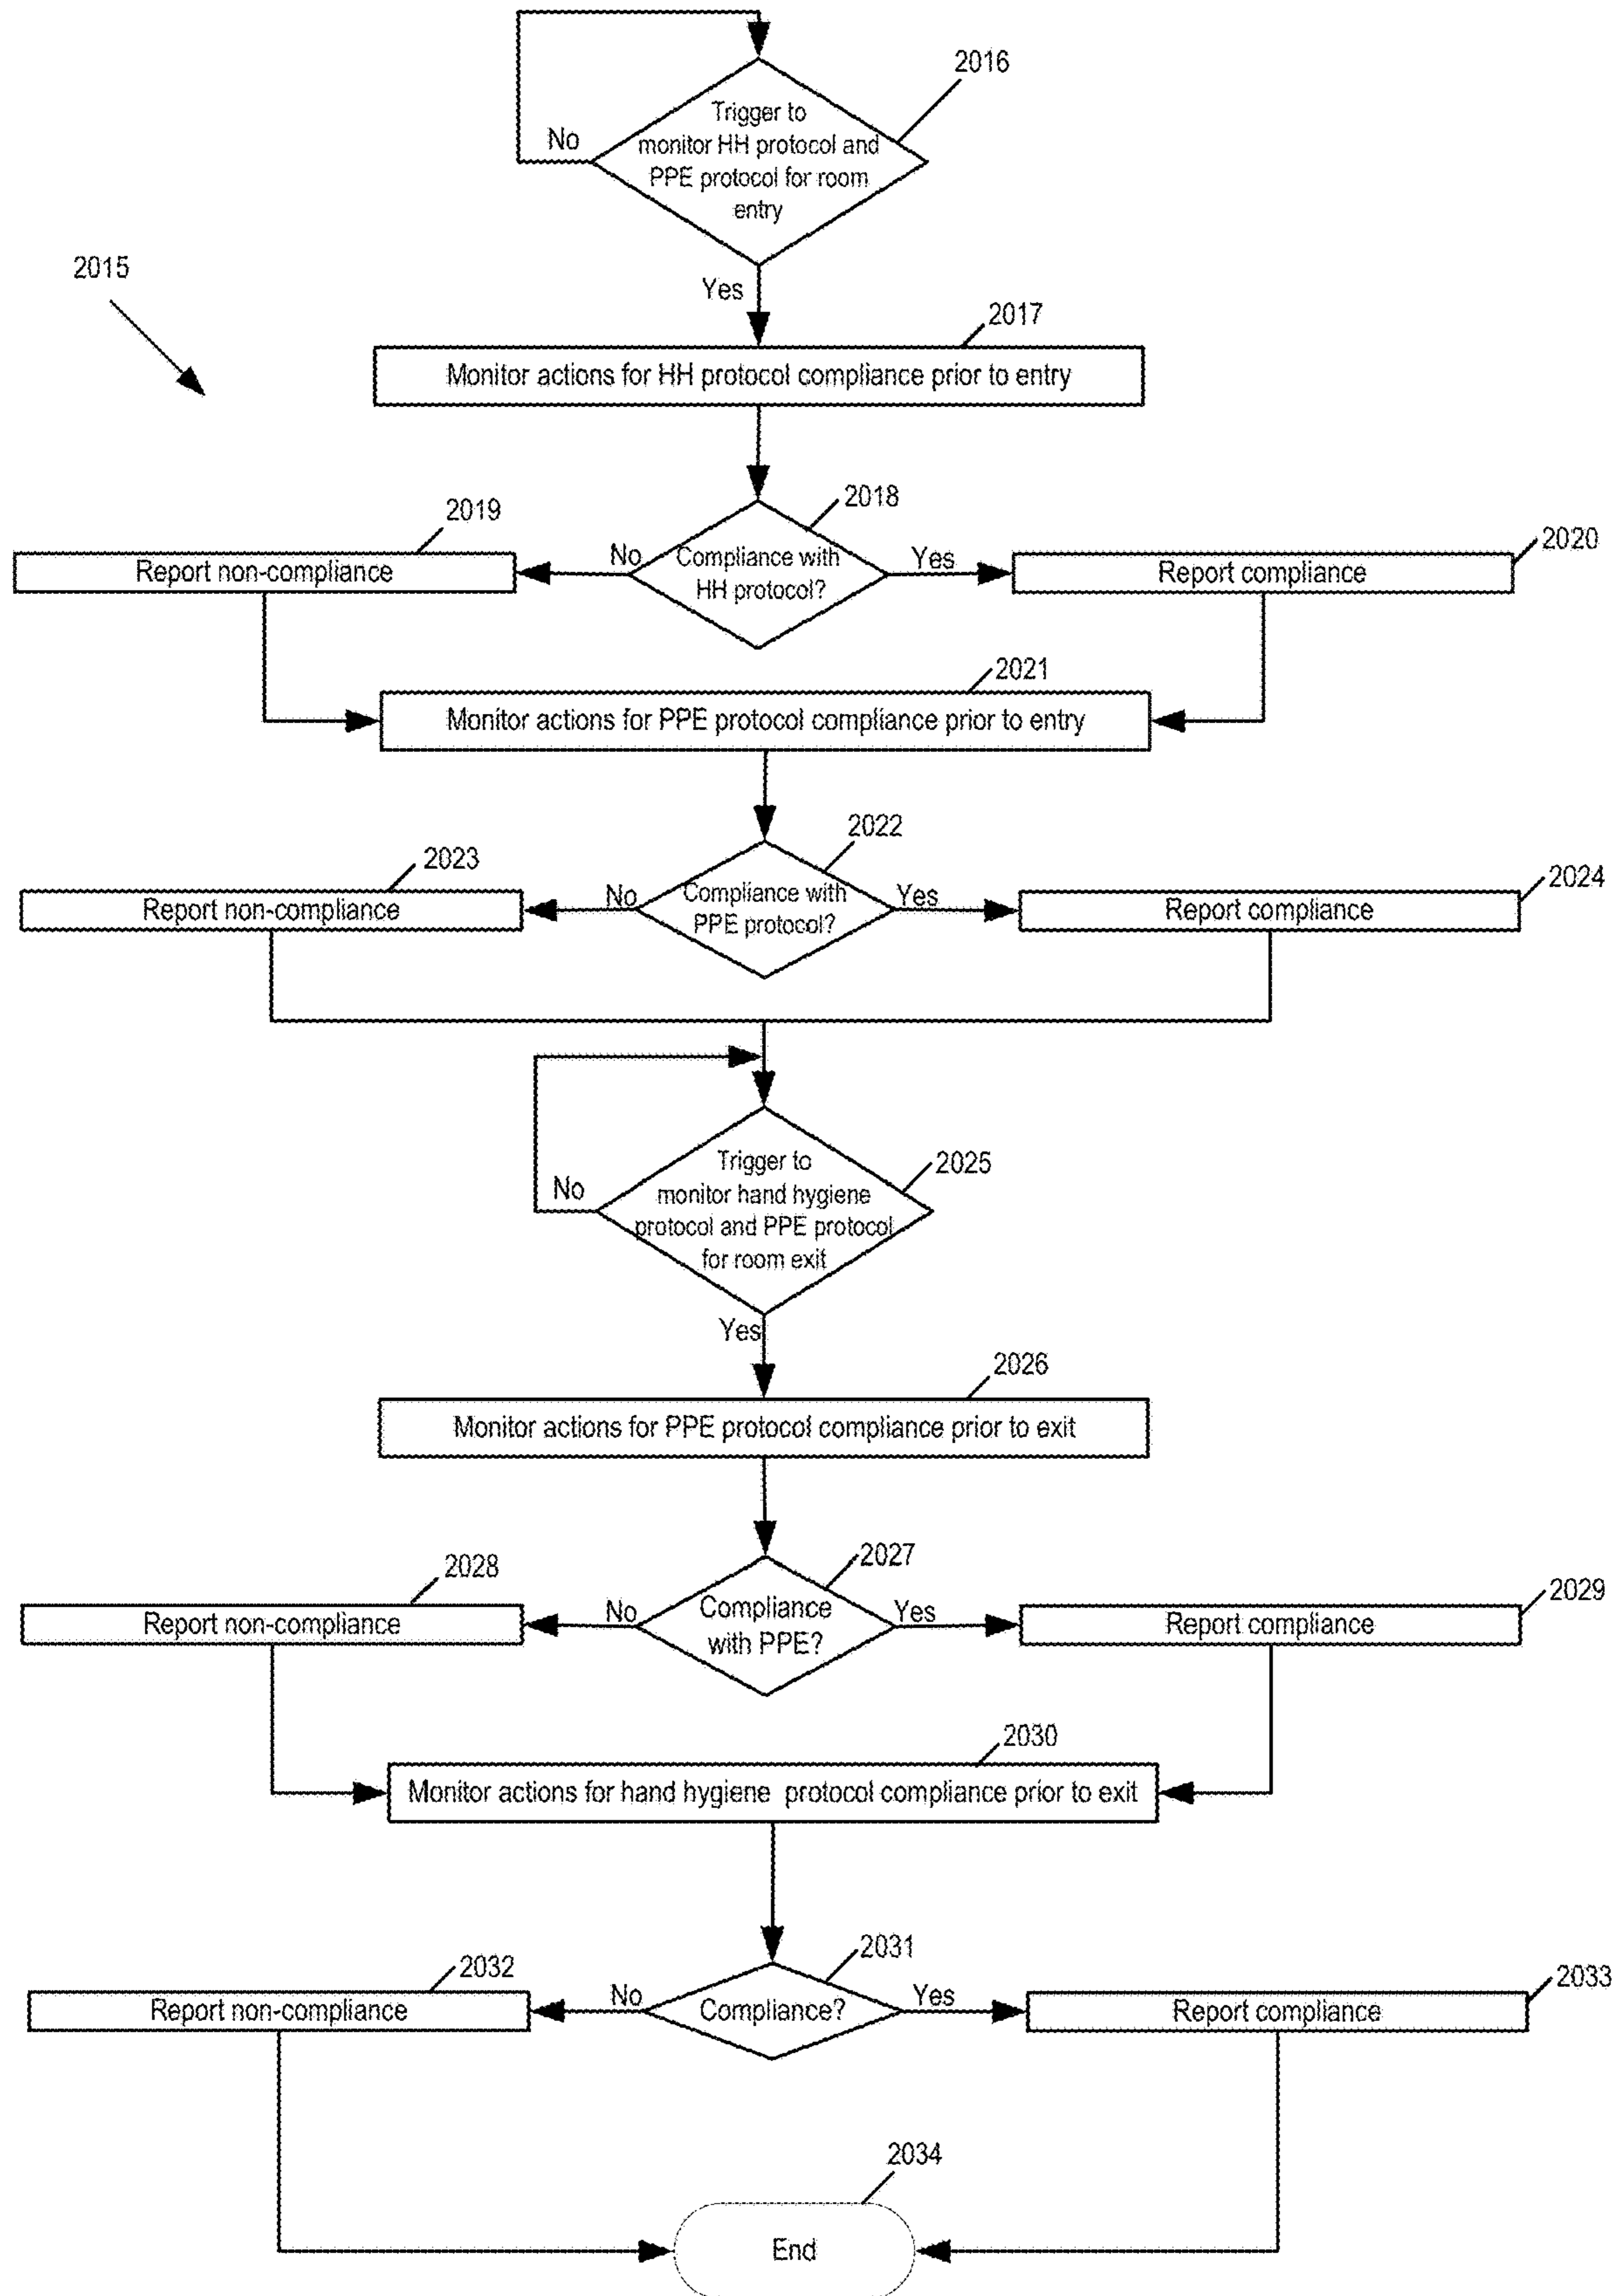 2016
Trigger to
monitor HH protocol and
PPE protocol for room
entry
No
2015
Yes
2017
Monitor actions for HH protocol compliance prior to entry
2018
2019
2020
No
Yes
Report non-compliance
Compliance with
HH protocol?
Report compliance
2021
Monitor actions for PPE protocol compliance prior to entry
2022
2023
2024
No
Yes
Report non-compliance
Compliance with
PPE protocol?
Report compliance
2025
Trigger to
monitor hand hygiene
protocol and PPE protocol
for room exit
No
Yes
2026
Monitor actions for PPE protocol compliance prior to exit
2027
2028
2029
No
Yes
Report non-compliance
Compliance
with PPE?
Report compliance
2030
Monitor actions for hand hygiene protocol compliance prior to exit
2031
2032
2033
No
Yes
Report non-compliance
Compliance?
Report compliance
2034
End